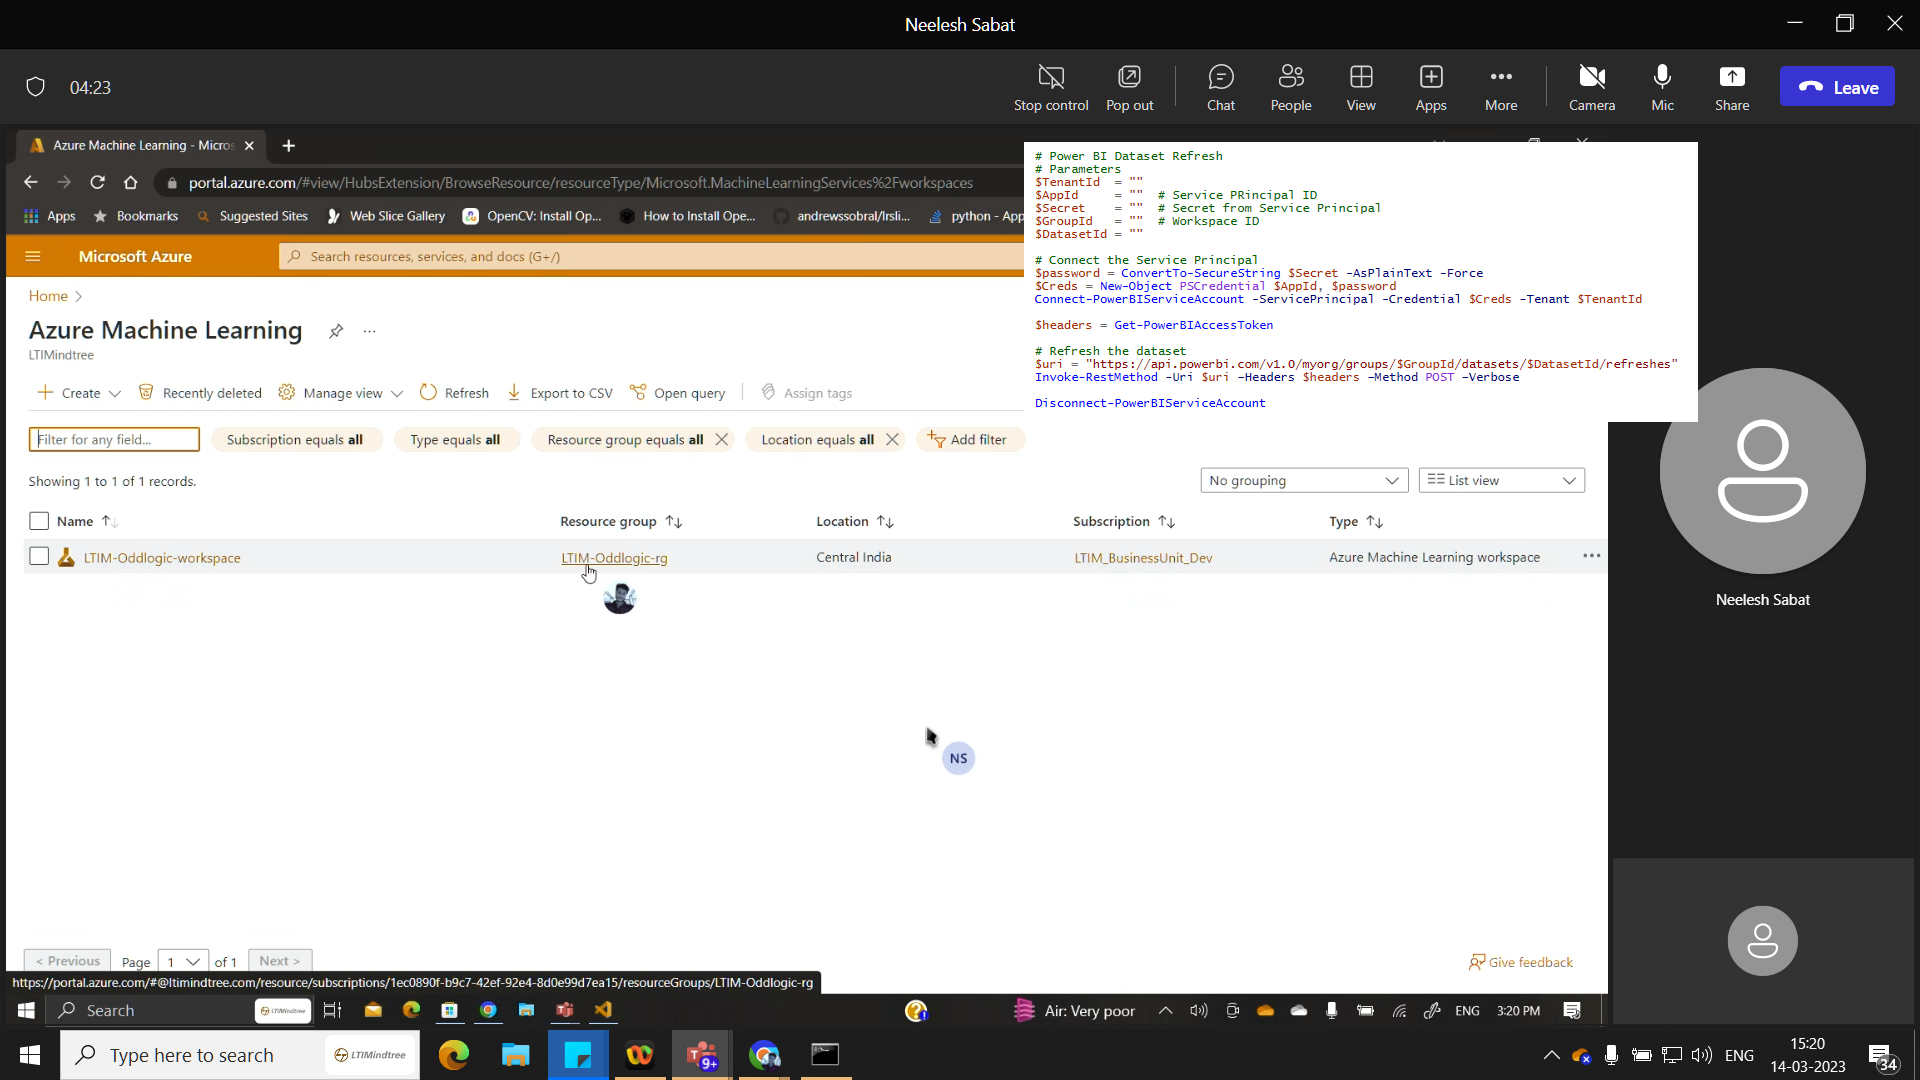 Neelesh Sabat
04:23
Stop control
Pop out
Chat
People
View
Apps
More
Camera
Mic
Share
Leave
Azure Machine Learning - Micros
portal.azure.com/#view/HubsExtension/BrowseResource/resourceType/Microsoft.MachineLearningServices%2Fworkspaces
Apps
Bookmarks
Suggested Sites
Web Slice Gallery
OpenCV: Install Op...
How to Install Ope...
andrewssobral/lrsli...
python - App
# Power BI Dataset Refresh
# Parameters
$TenantId = ""
$AppId = "" # Service PRincipal ID
$Secret = "" # Secret from Service Principal
$GroupId = "" # Workspace ID
$DatasetId = ""
# Connect the Service Principal
$password = ConvertTo-SecureString $Secret -AsPlainText -Force
$Creds = New-Object PSCredential $AppId, $password
Connect-PowerBIServiceAccount -ServicePrincipal -Credential $Creds -Tenant $TenantId
$headers = Get-PowerBIAccessToken
# Refresh the dataset
$uri = "https://api.powerbi.com/v1.0/myorg/groups/$GroupId/datasets/$DatasetId/refreshes"
Invoke-RestMethod -Uri $uri -Headers $headers -Method POST -Verbose
Disconnect-PowerBIServiceAccount
Microsoft Azure
Search resources, services, and docs (G+/)
Home >
Azure Machine Learning
LTIMindtree
Create
Recently deleted
Manage view
Refresh
Export to CSV
Open query
Assign tags
Filter for any field...
Subscription equals all
Type equals all
Resource group equals all
Location equals all
Add filter
Showing 1 to 1 of 1 records.
No grouping
List view
Name
Resource group
Location
Subscription
Type
LTIM-Oddlogic-workspace
LTIM-Oddlogic-rg
Central India
LTIM_BusinessUnit_Dev
Azure Machine Learning workspace
NS
Neelesh Sabat
< Previous
Page 1 of 1
Next >
Give feedback
https://portal.azure.com/#@ltimindtree.com/resource/subscriptions/1ec0890f-b9c7-42ef-92e4-8d0e99d7ea15/resourceGroups/LTIM-Oddlogic-rg
Search
LTIMindtree
Air: Very poor
ENG
3:20 PM
Type here to search
LTIMindtree
9+
ENG
15:20
14-03-2023
34